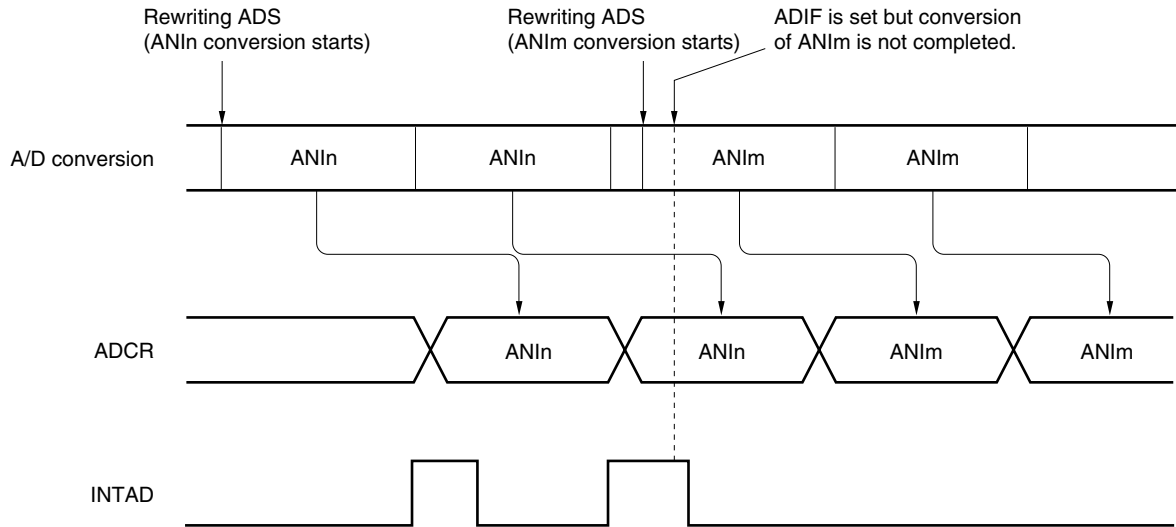 Rewriting ADS
(ANIn conversion starts)
Rewriting ADS
(ANIm conversion starts)
ADIF is set but conversion
of ANIm is not completed.
A/D conversion
ANIn
ANIn
ANIm
ANIm
ADCR
ANIn
ANIn
ANIm
ANIm
INTAD